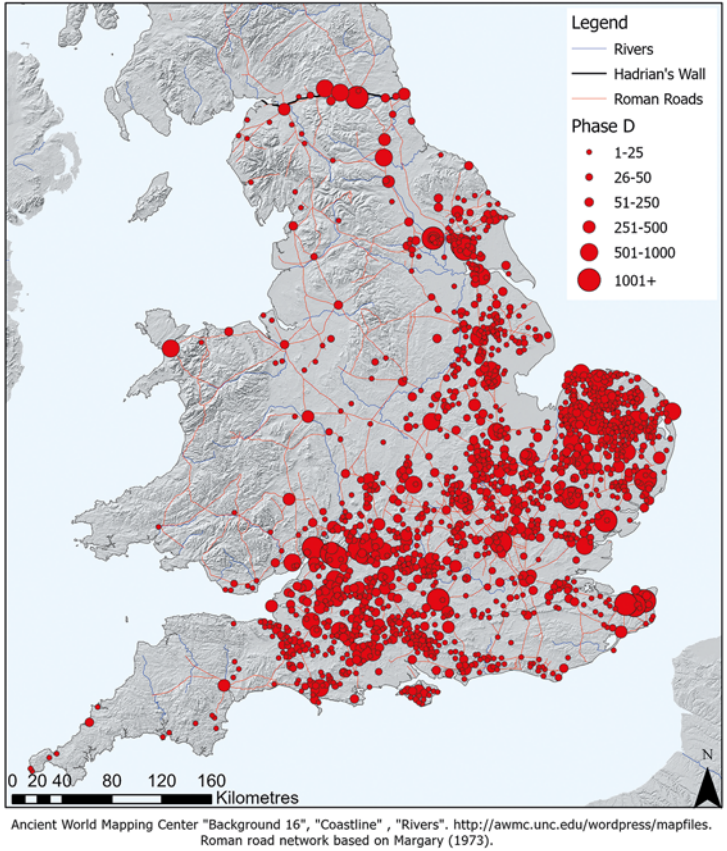 Legend
Rivers
Hadrian's Wall
Roman Roads
Phase D
1-25
26-50
51-250
251-500
501-1000
1001+
N
0 20 40 80 120 160
Kilometres
Ancient World Mapping Center "Background 16", "Coastline" , "Rivers". http://awmc.unc.edu/wordpress/mapfiles.
Roman road network based on Margary (1973).